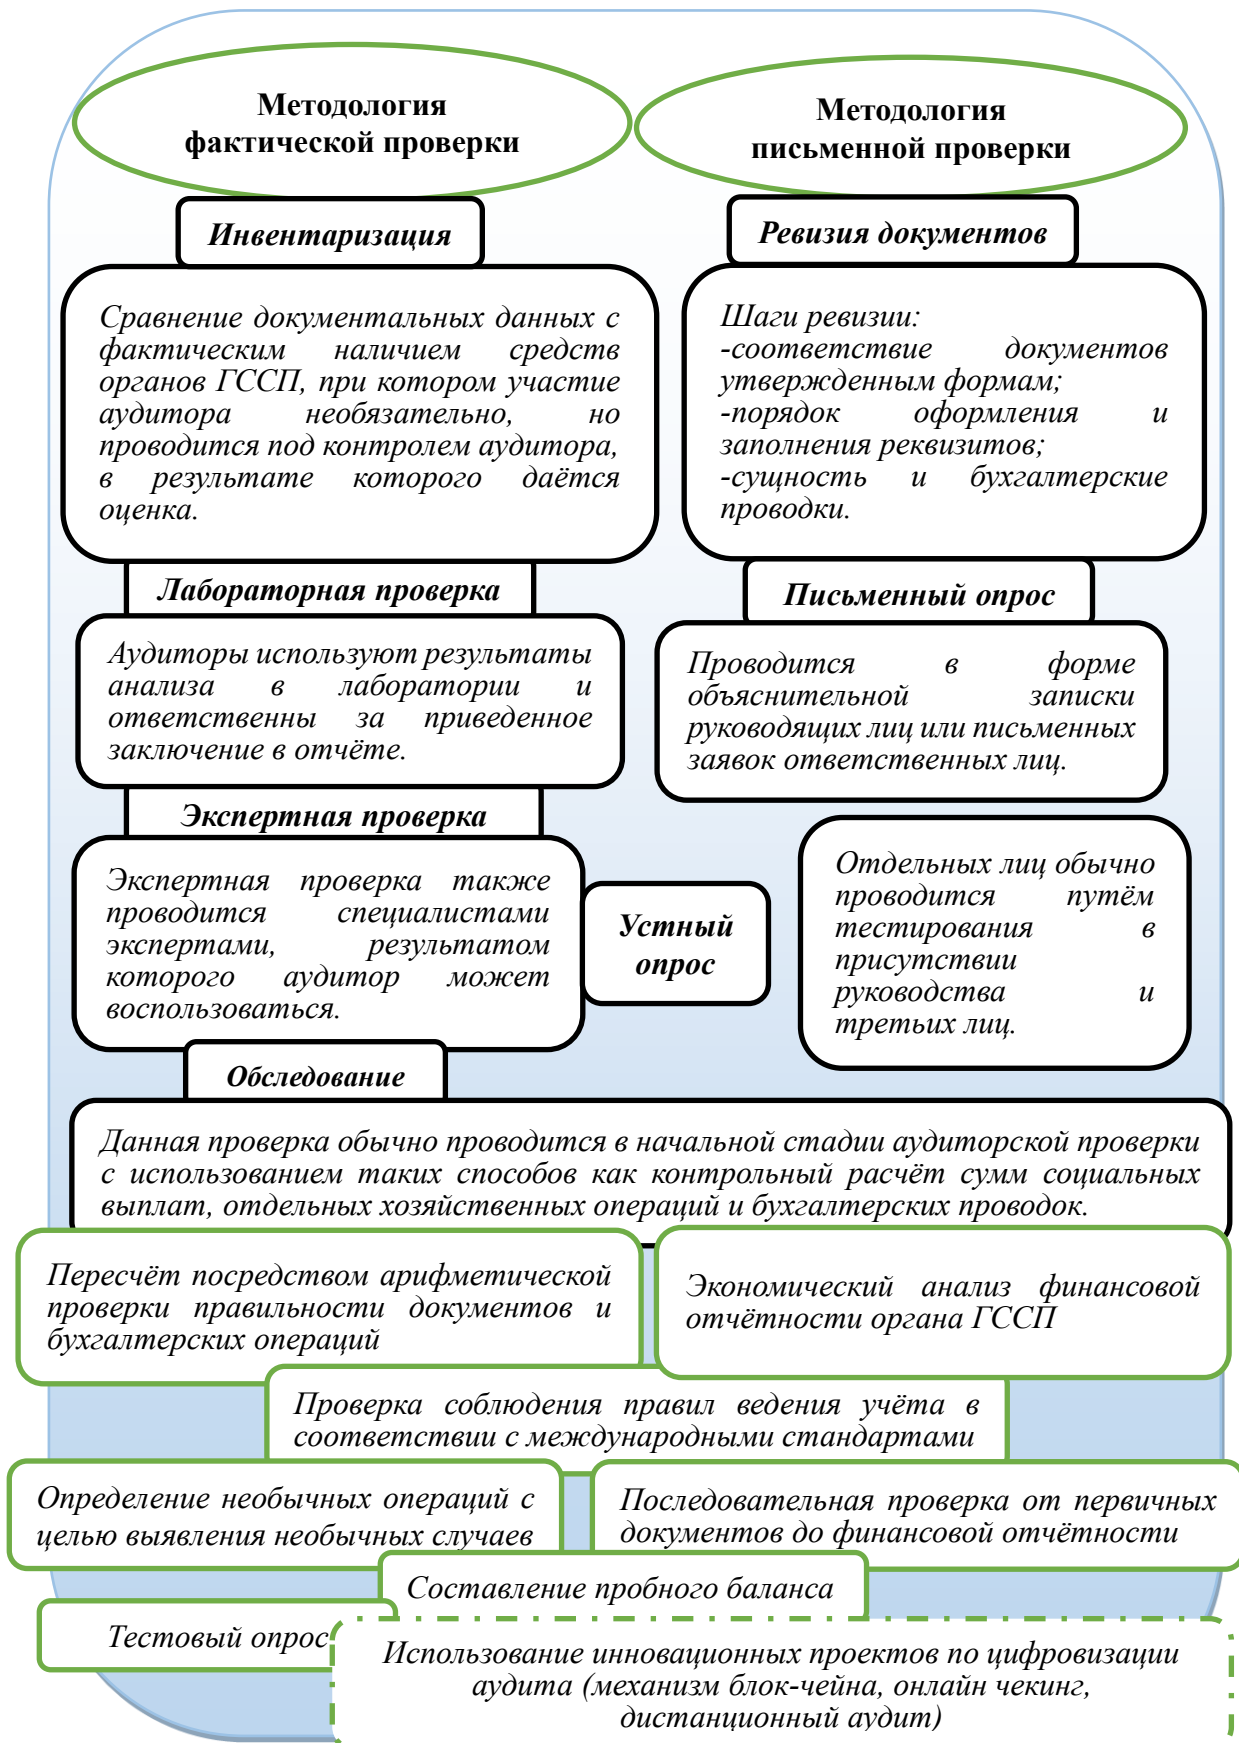 Методология
фактической проверки
Методология
письменной проверки
Инвентаризация
Сравнение документальных данных с
фактическим наличием средств
органов ГССП, при котором участие
аудитора необязательно, но
проводится под контролем аудитора,
в результате которого даётся
оценка.
Ревизия документов
Шаги ревизии:
-соответствие документов
утвержденным формам;
-порядок оформления и
заполнения реквизитов;
-сущность и бухгалтерские
проводки.
Лабораторная проверка
Аудиторы используют результаты
анализа в лаборатории и
ответственны за приведенное
заключение в отчёте.
Письменный опрос
Проводится в форме
объяснительной записки
руководящих лиц или письменных
заявок ответственных лиц.
Экспертная проверка
Экспертная проверка также
проводится специалистами
экспертами, результатом
которого аудитор может
воспользоваться.
Устный
опрос
Отдельных лиц обычно
проводится путём
тестирования в
присутствии
руководства и
третьих лиц.
Обследование
Данная проверка обычно проводится в начальной стадии аудиторской проверки
с использованием таких способов как контрольный расчёт сумм социальных
выплат, отдельных хозяйственных операций и бухгалтерских проводок.
Пересчёт посредством арифметической
проверки правильности документов и
бухгалтерских операций
Экономический анализ финансовой
отчётности органа ГССП
Проверка соблюдения правил ведения учёта в
соответствии с международными стандартами
Определение необычных операций с
целью выявления необычных случаев
Последовательная проверка от первичных
документов до финансовой отчётности
Составление пробного баланса
Тестовый опрос
Использование инновационных проектов по цифровизации
аудита (механизм блок-чейна, онлайн чекинг,
дистанционный аудит)